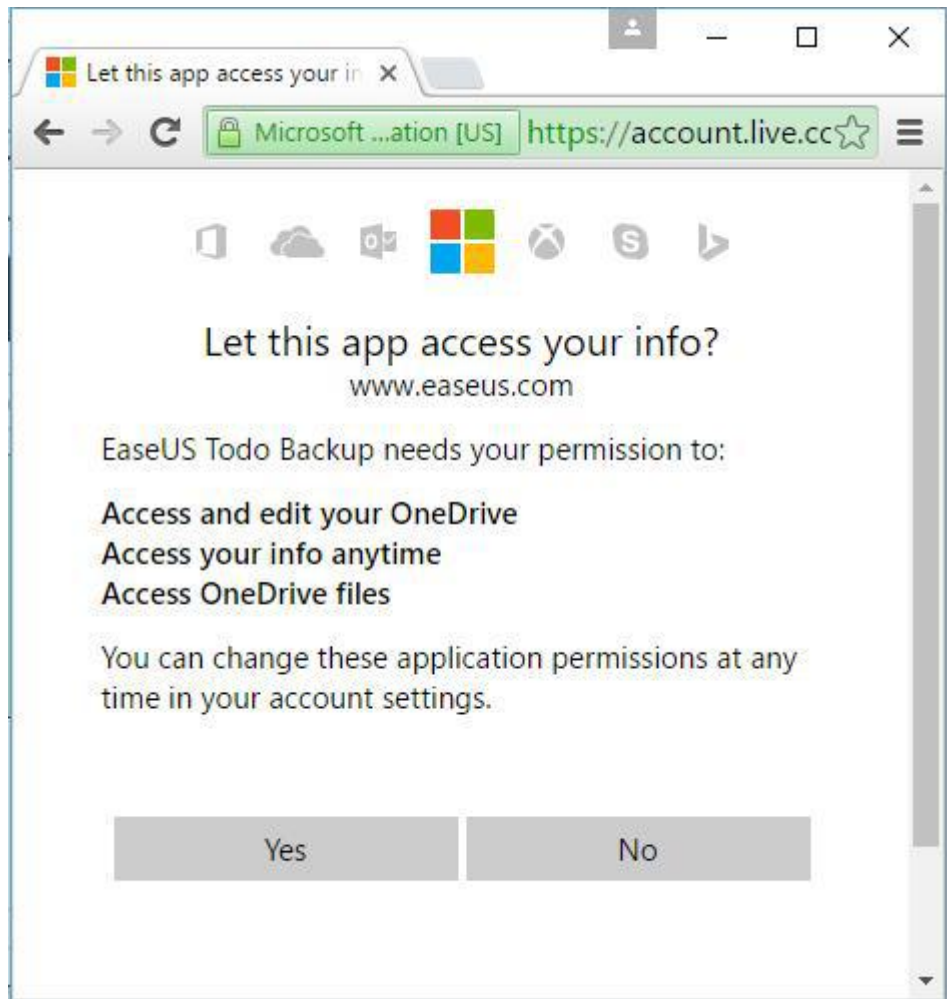 Let this app access your in
Microsoft ...ation [US] https://account.live.cc
Let this app access your info?
www.easeus.com
EaseUS Todo Backup needs your permission to:
Access and edit your OneDrive
Access your info anytime
Access OneDrive files
You can change these application permissions at any
time in your account settings.
Yes No